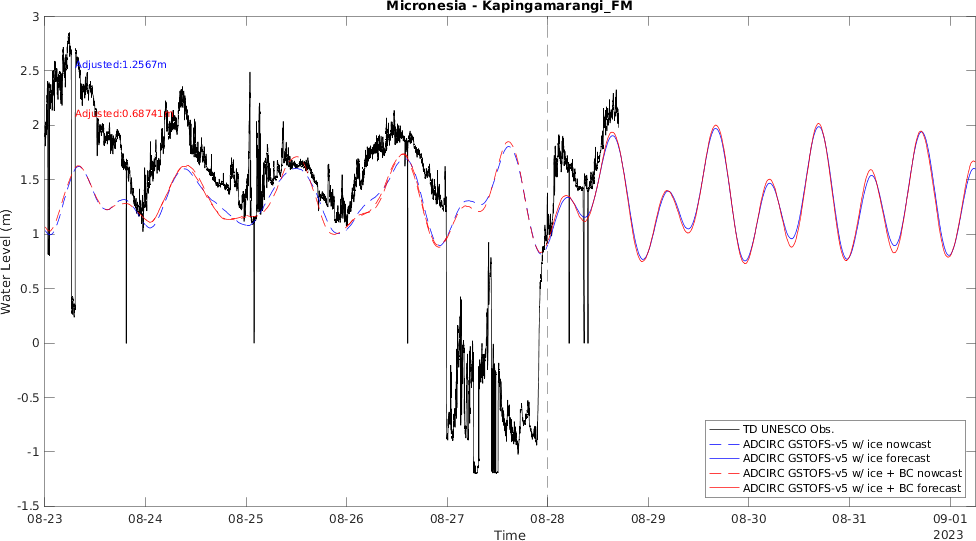 Micronesia - Kapingamarangi_FM
Water Level (m)
3
2.5
2
1.5
1
0.5
0
-0.5
-1
-1.5
Adjusted:1.2567m
Adjusted:0.68741m
TD UNESCO Obs.
ADCIRC GSTOFS-v5 w/ ice nowcast
ADCIRC GSTOFS-v5 w/ ice forecast
ADCIRC GSTOFS-v5 w/ ice + BC nowcast
ADCIRC GSTOFS-v5 w/ ice + BC forecast
08-23 08-24 08-25 08-26 08-27 08-28 08-29 08-30 08-31 09-01
Time
2023